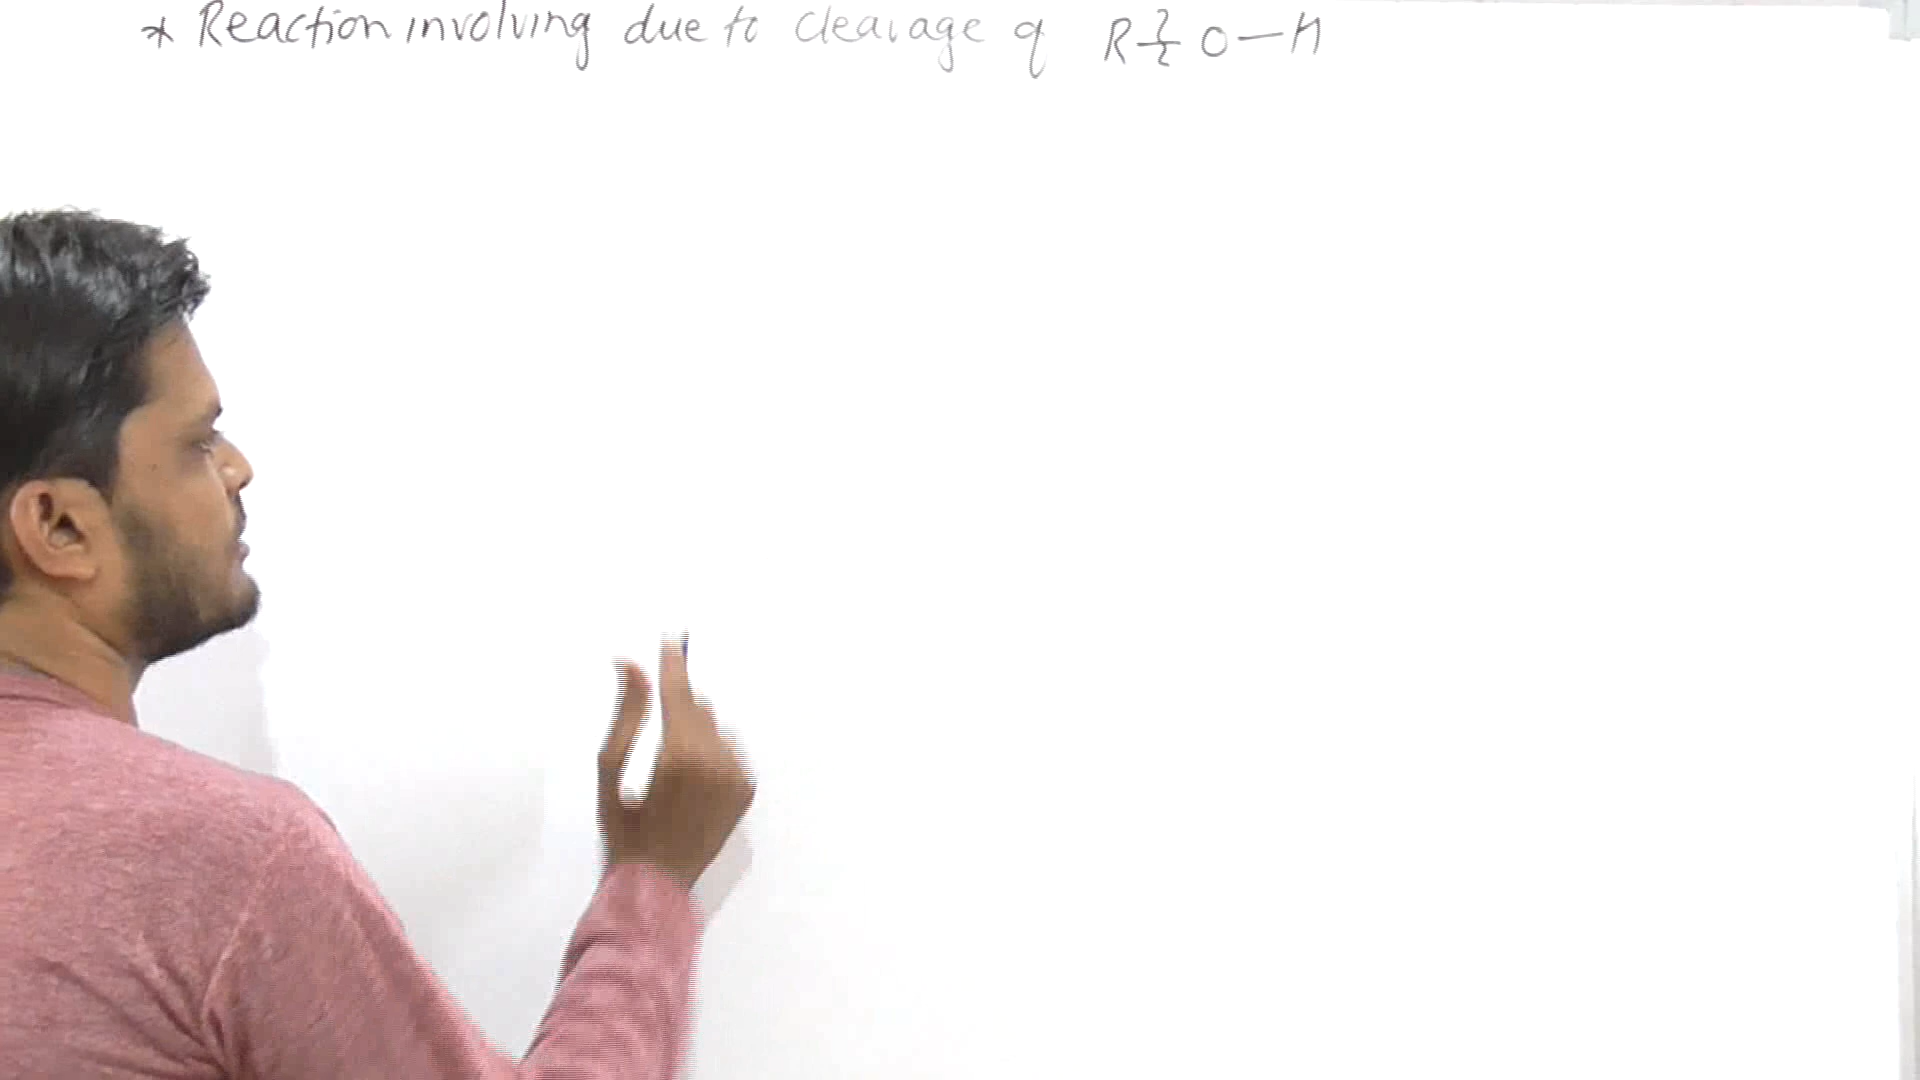 * Reaction involving due to cleavage of R⌇O-H